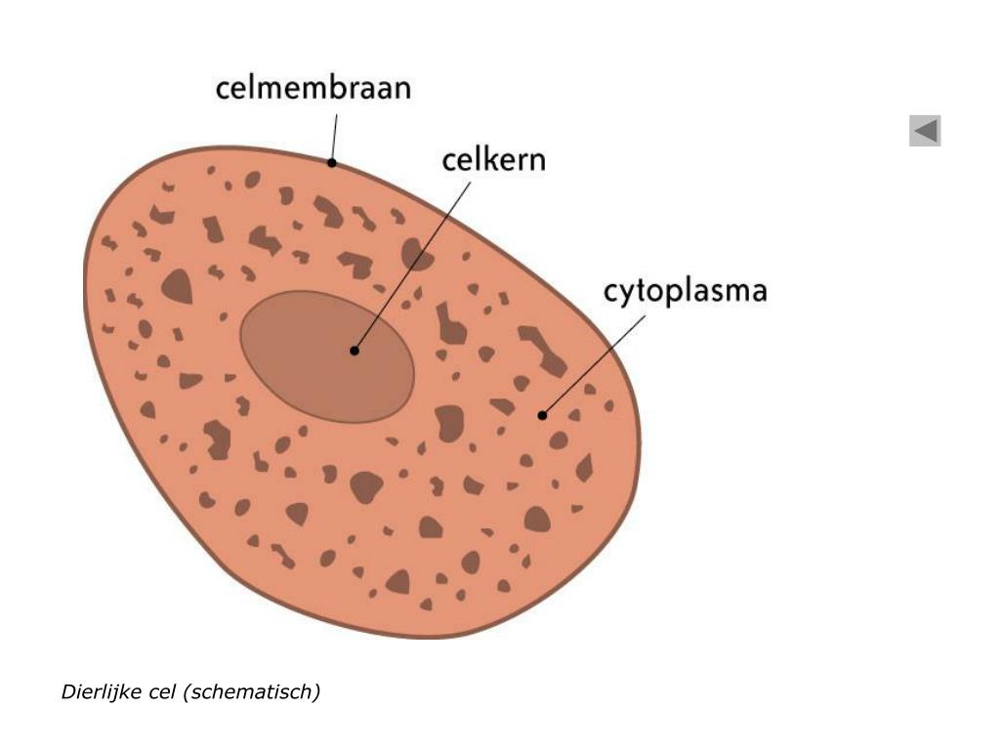 celmembraan
celkern
cytoplasma
Dierlijke cel (schematisch)